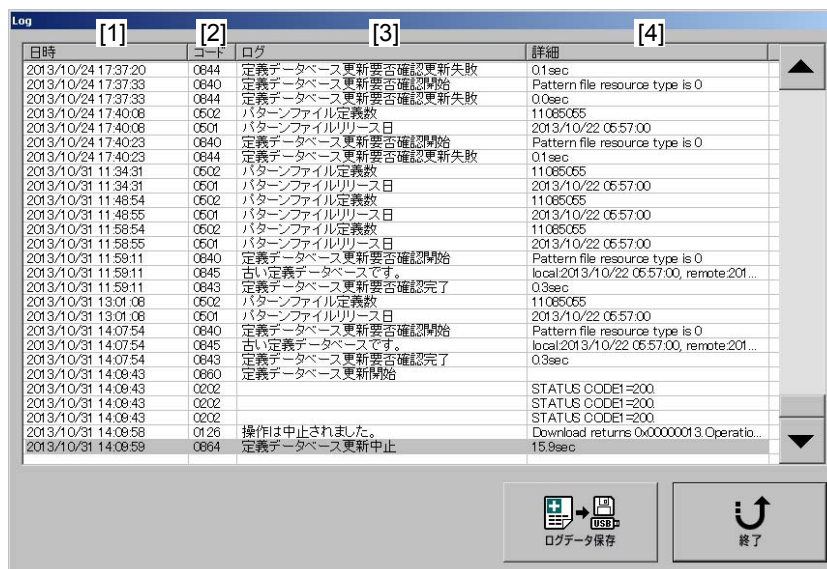 Log
[1] [2] [3] [4]
日時 コード ログ 詳細
2013/10/24 17:37:20 0844 定義データベース更新要否確認更新失敗 0.1sec
2013/10/24 17:37:33 0840 定義データベース更新要否確認開始 Pattern file resource type is 0
2013/10/24 17:37:33 0844 定義データベース更新要否確認更新失敗 0.0sec
2013/10/24 17:40:08 0502 パターンファイル定義数 11085055
2013/10/24 17:40:08 0501 パターンファイルリリース日 2013/10/22 05:57:00
2013/10/24 17:40:23 0840 定義データベース更新要否確認開始 Pattern file resource type is 0
2013/10/24 17:40:23 0844 定義データベース更新要否確認更新失敗 0.1sec
2013/10/31 11:34:31 0502 パターンファイル定義数 11085055
2013/10/31 11:34:31 0501 パターンファイルリリース日 2013/10/22 05:57:00
2013/10/31 11:48:54 0502 パターンファイル定義数 11085055
2013/10/31 11:48:55 0501 パターンファイルリリース日 2013/10/22 05:57:00
2013/10/31 11:58:54 0502 パターンファイル定義数 11085055
2013/10/31 11:58:55 0501 パターンファイルリリース日 2013/10/22 05:57:00
2013/10/31 11:59:11 0840 定義データベース更新要否確認開始 Pattern file resource type is 0
2013/10/31 11:59:11 0845 古い定義データベースです。 local:2013/10/22 05:57:00, remote:201...
2013/10/31 11:59:11 0843 定義データベース更新要否確認完了 0.3sec
2013/10/31 13:01:08 0502 パターンファイル定義数 11085055
2013/10/31 13:01:08 0501 パターンファイルリリース日 2013/10/22 05:57:00
2013/10/31 14:07:54 0840 定義データベース更新要否確認開始 Pattern file resource type is 0
2013/10/31 14:07:54 0845 古い定義データベースです。 local:2013/10/22 05:57:00, remote:201...
2013/10/31 14:07:54 0843 定義データベース更新要否確認完了 0.3sec
2013/10/31 14:09:43 0860 定義データベース更新開始
2013/10/31 14:09:43 0202 STATUS CODE1=200.
2013/10/31 14:09:43 0202 STATUS CODE1=200.
2013/10/31 14:09:43 0202 STATUS CODE1=200.
2013/10/31 14:09:58 0126 操作は中止されました。 Download returns 0x00000013.Operatio...
2013/10/31 14:09:59 0864 定義データベース更新中止 15.9sec
USB
ログデータ保存 終了